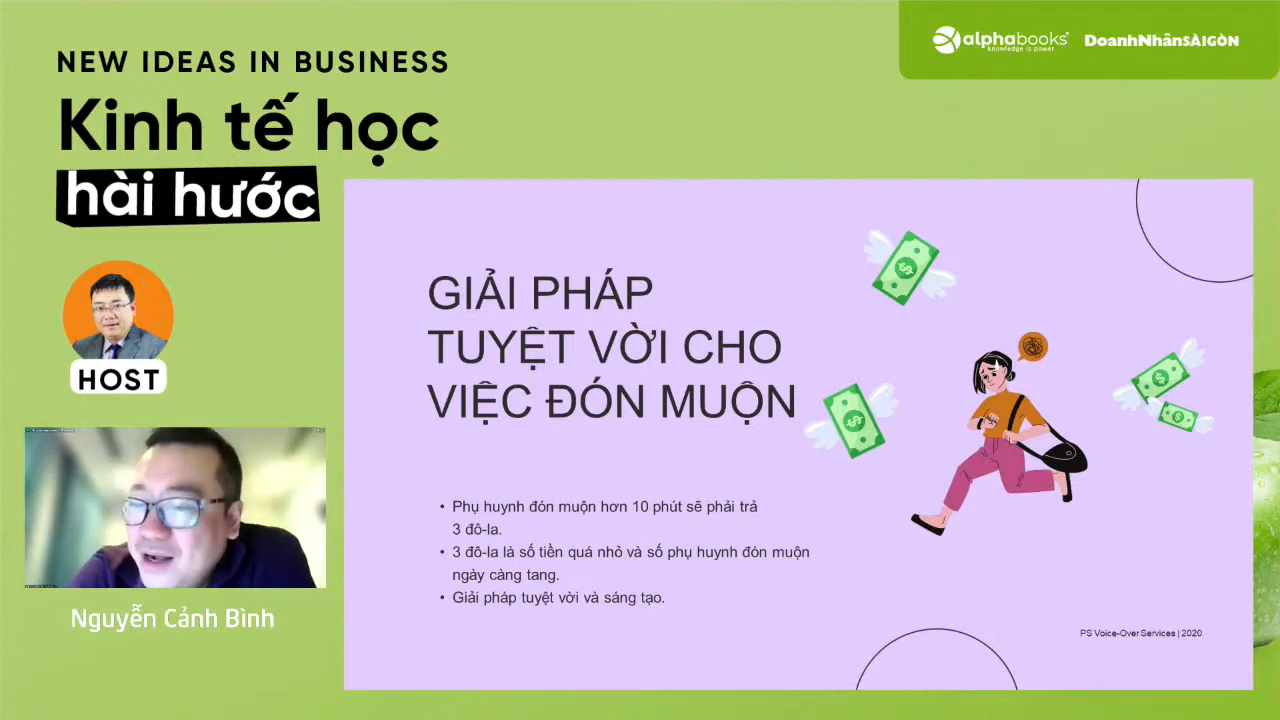 NEW IDEAS IN BUSINESS
Kinh tế học
hài hước
alphabooks
knowledge is power
DoanhNhânSÀIGÒN
HOST
Nguyễn Cảnh Bình
GIẢI PHÁP
TUYỆT VỜI CHO
VIỆC ĐÓN MUỘN
• Phụ huynh đón muộn hơn 10 phút sẽ phải trả
3 đô-la.
• 3 đô-la là số tiền quá nhỏ và số phụ huynh đón muộn
ngày càng tang.
• Giải pháp tuyệt vời và sáng tạo.
PS Voice-Over Services | 2020